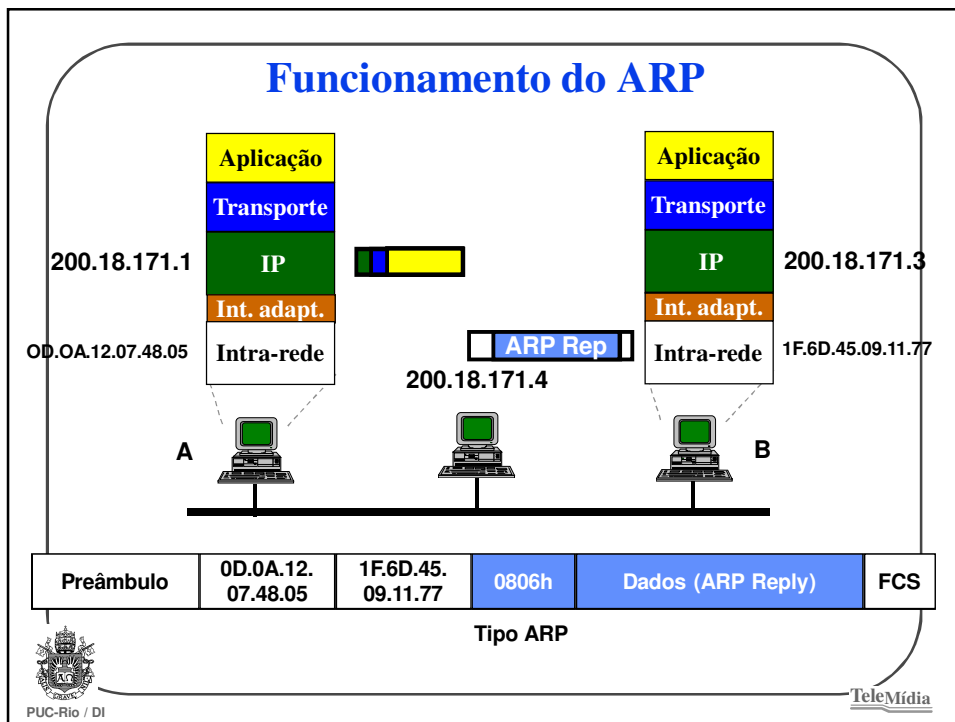 Funcionamento do ARP
Aplicação
Transporte
IP
Int. adapt.
Intra-rede
200.18.171.1
OD.OA.12.07.48.05
Aplicação
Transporte
IP
Int. adapt.
Intra-rede
200.18.171.3
1F.6D.45.09.11.77
ARP Rep
200.18.171.4
A
B
Preâmbulo
0D.0A.12.
07.48.05
1F.6D.45.
09.11.77
0806h
Dados (ARP Reply)
FCS
Tipo ARP
PUC-Rio / DI
TeleMídia